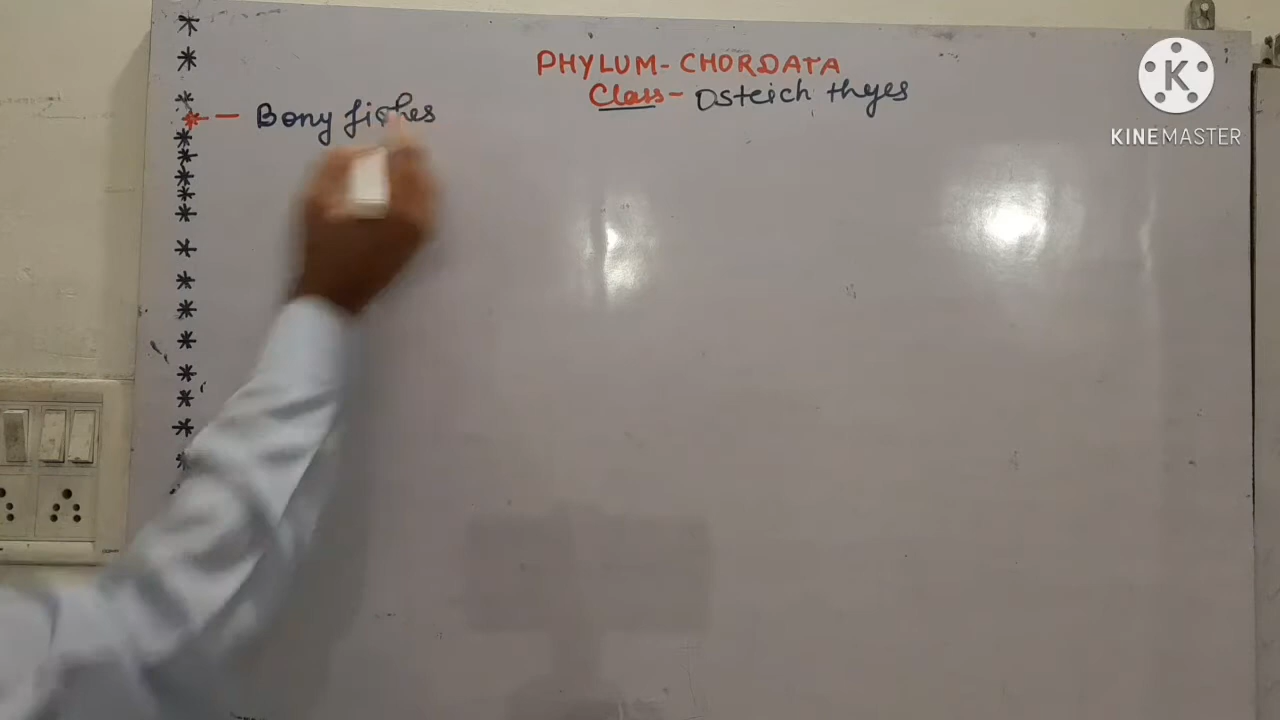 PHYLUM - CHORDATA
Class - Osteich thyes
* - Bony fishes
K
KINEMASTER